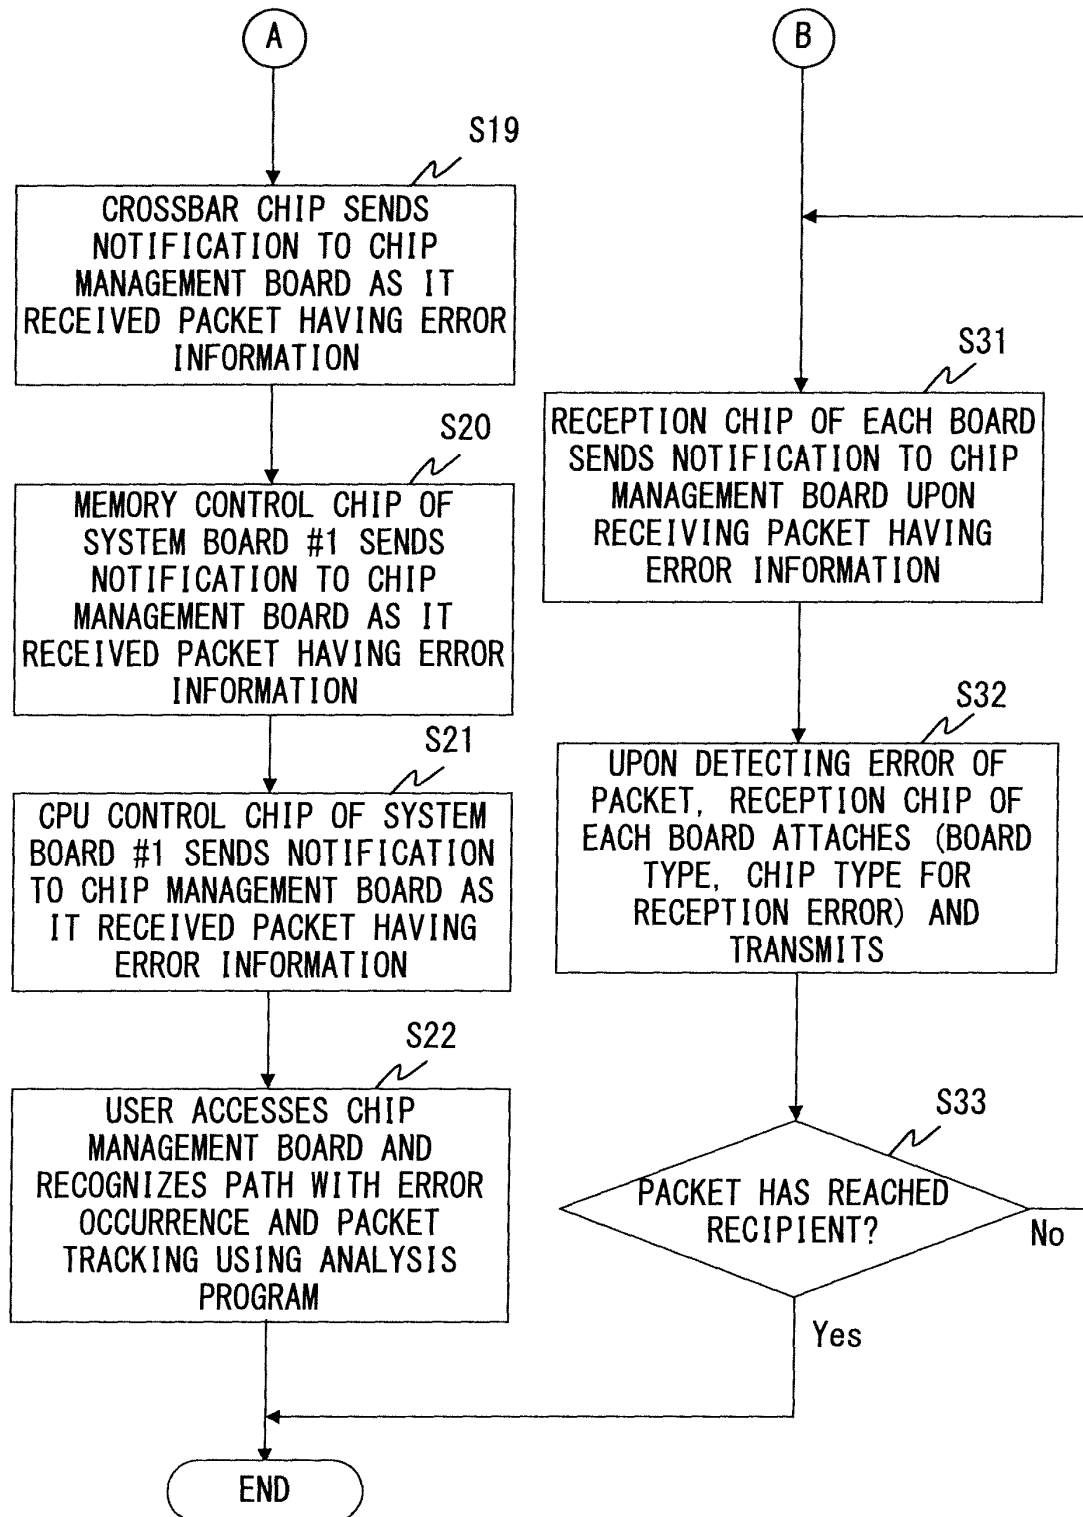 A
S19
CROSSBAR CHIP SENDS
NOTIFICATION TO CHIP
MANAGEMENT BOARD AS IT
RECEIVED PACKET HAVING ERROR
INFORMATION
S20
MEMORY CONTROL CHIP OF
SYSTEM BOARD #1 SENDS
NOTIFICATION TO CHIP
MANAGEMENT BOARD AS IT
RECEIVED PACKET HAVING ERROR
INFORMATION
S21
CPU CONTROL CHIP OF SYSTEM
BOARD #1 SENDS NOTIFICATION
TO CHIP MANAGEMENT BOARD AS
IT RECEIVED PACKET HAVING
ERROR INFORMATION
S22
USER ACCESSES CHIP
MANAGEMENT BOARD AND
RECOGNIZES PATH WITH ERROR
OCCURRENCE AND PACKET
TRACKING USING ANALYSIS
PROGRAM
B
S31
RECEPTION CHIP OF EACH BOARD
SENDS NOTIFICATION TO CHIP
MANAGEMENT BOARD UPON
RECEIVING PACKET HAVING
ERROR INFORMATION
S32
UPON DETECTING ERROR OF
PACKET, RECEPTION CHIP OF
EACH BOARD ATTACHES (BOARD
TYPE, CHIP TYPE FOR
RECEPTION ERROR) AND
TRANSMITS
S33
PACKET HAS REACHED
RECIPIENT?
No
Yes
END